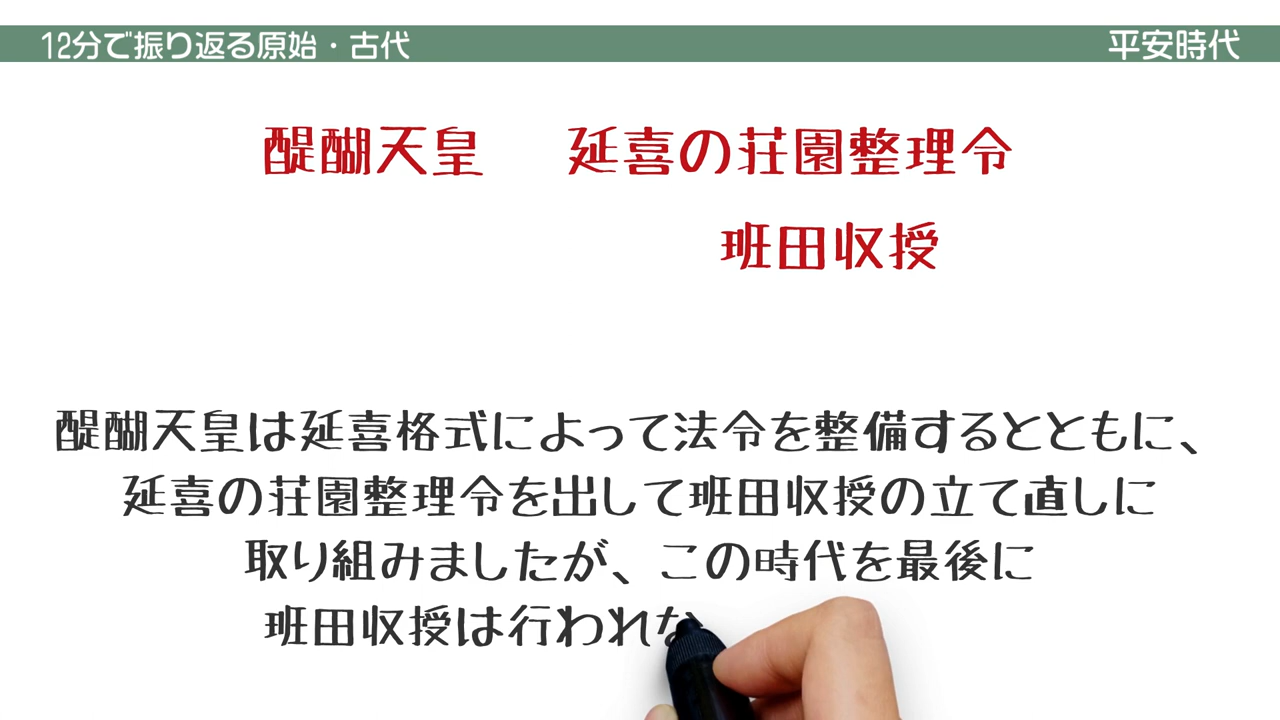 12分で振り返る原始・古代
平安時代
醍醐天皇 延喜の荘園整理令
班田収授
醍醐天皇は延喜格式によって法令を整備するとともに、
延喜の荘園整理令を出して班田収授の立て直しに
取り組みましたが、この時代を最後に
班田収授は行われな